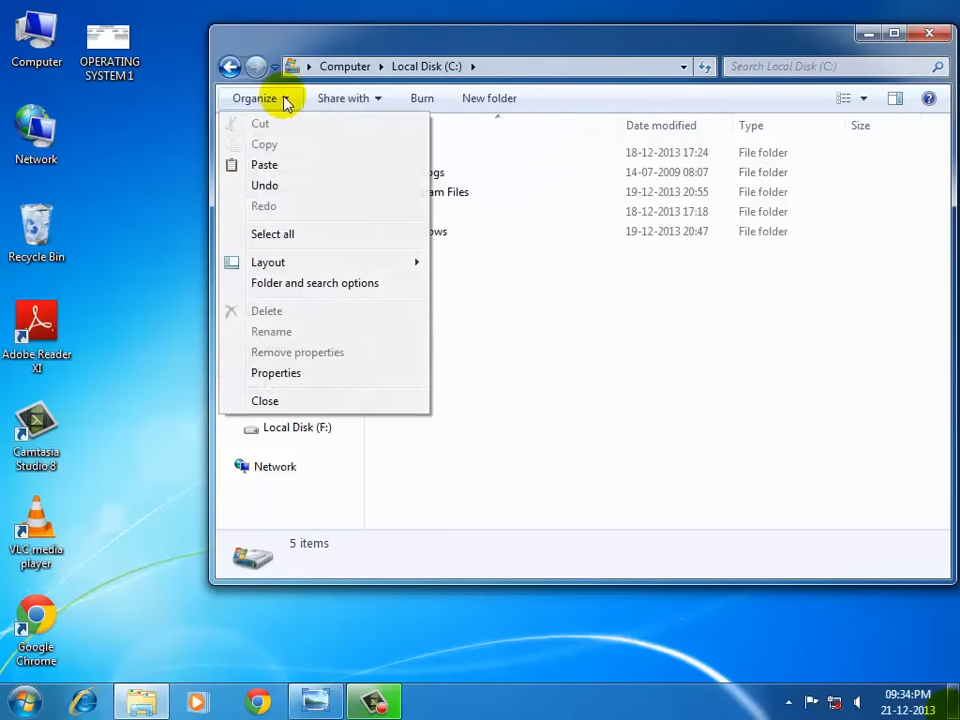 Computer
OPERATING
SYSTEM 1
Network
Recycle Bin
Adobe Reader
XI
Camtasia
Studio 8
VLC media
player
Google
Chrome
Computer
Local Disk (C:)
Search Local Disk (C:)
Organize
Share with
Burn
New folder
Cut
Copy
Paste
Undo
Redo
Select all
Layout
Folder and search options
Delete
Rename
Remove properties
Properties
Close
Date modified
Type
Size
18-12-2013 17:24
File folder
ogs
14-07-2009 08:07
File folder
am Files
19-12-2013 20:55
File folder
18-12-2013 17:18
File folder
ows
19-12-2013 20:47
File folder
Local Disk (F:)
Network
5 items
09:34:PM
21-12-2013